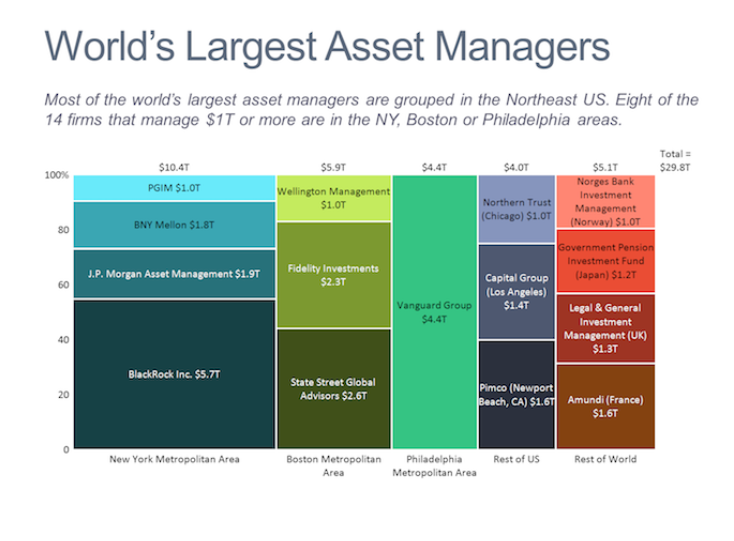 World's Largest Asset Managers
Most of the world's largest asset managers are grouped in the Northeast US. Eight of the
14 firms that manage $1T or more are in the NY, Boston or Philadelphia areas.
Total =
$10.4T $5.9T $4.4T $4.0T $5.1T $29.8T
100%
80
60
40
20
0
PGIM $1.0T
BNY Mellon $1.8T
J.P. Morgan Asset Management $1.9T
BlackRock Inc. $5.7T
Wellington Management
$1.0T
Fidelity Investments
$2.3T
State Street Global
Advisors $2.6T
Vanguard Group
$4.4T
Northern Trust
(Chicago) $1.0T
Capital Group
(Los Angeles)
$1.4T
Pimco (Newport
Beach, CA) $1.6T
Norges Bank
Investment
Management
(Norway) $1.0T
Government Pension
Investment Fund
(Japan) $1.2T
Legal & General
Investment
Management (UK)
$1.3T
Amundi (France)
$1.6T
New York Metropolitan Area
Boston Metropolitan
Area
Philadelphia
Metropolitan Area
Rest of US
Rest of World